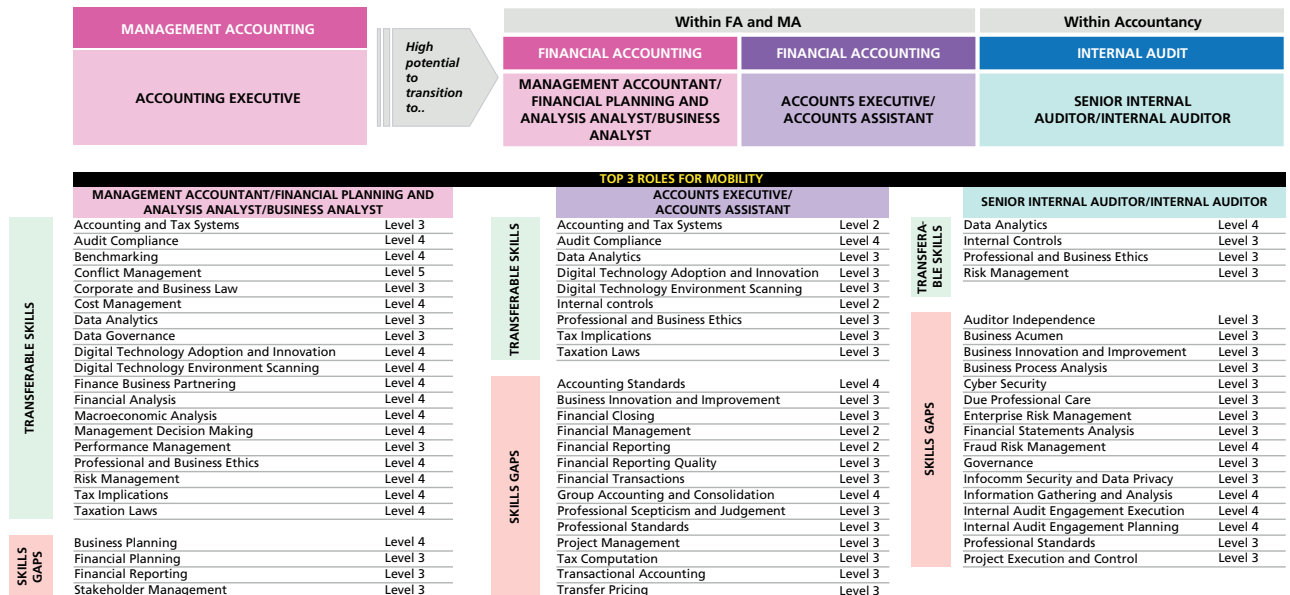 MANAGEMENT ACCOUNTING
ACCOUNTING EXECUTIVE
High
potential
to
transition
to..
Within FA and MA
Within Accountancy
FINANCIAL ACCOUNTING
FINANCIAL ACCOUNTING
INTERNAL AUDIT
MANAGEMENT ACCOUNTANT/
FINANCIAL PLANNING AND
ANALYSIS ANALYST/BUSINESS
ANALYST
ACCOUNTS EXECUTIVE/
ACCOUNTS ASSISTANT
SENIOR INTERNAL
AUDITOR/INTERNAL AUDITOR
TOP 3 ROLES FOR MOBILITY
MANAGEMENT ACCOUNTANT/FINANCIAL PLANNING AND
ANALYSIS ANALYST/BUSINESS ANALYST
TRANSFERABLE SKILLS
Accounting and Tax Systems Level 3
Audit Compliance Level 4
Benchmarking Level 4
Conflict Management Level 5
Corporate and Business Law Level 3
Cost Management Level 4
Data Analytics Level 3
Data Governance Level 3
Digital Technology Adoption and Innovation Level 4
Digital Technology Environment Scanning Level 4
Finance Business Partnering Level 4
Financial Analysis Level 4
Macroeconomic Analysis Level 4
Management Decision Making Level 4
Performance Management Level 3
Professional and Business Ethics Level 4
Risk Management Level 4
Tax Implications Level 4
Taxation Laws Level 4
SKILLS
GAPS
Business Planning Level 4
Financial Planning Level 3
Financial Reporting Level 3
Stakeholder Management Level 3
ACCOUNTS EXECUTIVE/
ACCOUNTS ASSISTANT
TRANSFERABLE SKILLS
Accounting and Tax Systems Level 2
Audit Compliance Level 4
Data Analytics Level 3
Digital Technology Adoption and Innovation Level 3
Digital Technology Environment Scanning Level 3
Internal controls Level 2
Professional and Business Ethics Level 3
Tax Implications Level 3
Taxation Laws Level 3
SKILLS GAPS
Accounting Standards Level 4
Business Innovation and Improvement Level 3
Financial Closing Level 3
Financial Management Level 2
Financial Reporting Level 2
Financial Reporting Quality Level 3
Financial Transactions Level 3
Group Accounting and Consolidation Level 4
Professional Scepticism and Judgement Level 3
Professional Standards Level 3
Project Management Level 3
Tax Computation Level 3
Transactional Accounting Level 3
Transfer Pricing Level 3
SENIOR INTERNAL AUDITOR/INTERNAL AUDITOR
TRANSFERA-
BLE SKILLS
Data Analytics Level 4
Internal Controls Level 3
Professional and Business Ethics Level 3
Risk Management Level 3
SKILLS GAPS
Auditor Independence Level 3
Business Acumen Level 3
Business Innovation and Improvement Level 3
Business Process Analysis Level 3
Cyber Security Level 3
Due Professional Care Level 3
Enterprise Risk Management Level 3
Financial Statements Analysis Level 3
Fraud Risk Management Level 4
Governance Level 3
Infocomm Security and Data Privacy Level 3
Information Gathering and Analysis Level 4
Internal Audit Engagement Execution Level 4
Internal Audit Engagement Planning Level 4
Professional Standards Level 3
Project Execution and Control Level 3